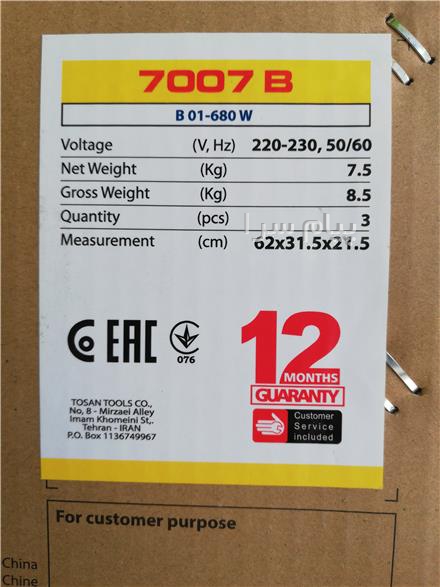 7007 B
B 01-680 W
Voltage (V, Hz) 220-230, 50/60
Net Weight (Kg) 7.5
Gross Weight (Kg) 8.5
Quantity (pcs) 3
پیام سرا
Measurement (cm) 62x31.5x21.5
EAC
076
12
MONTHS
GUARANTY
Customer
Service
included
TOSAN TOOLS CO.,
No, 8 - Mirzaei Alley
Imam Khomeini St,.
Tehran - IRAN
P.O. Box 1136749967
For customer purpose
China
Chine